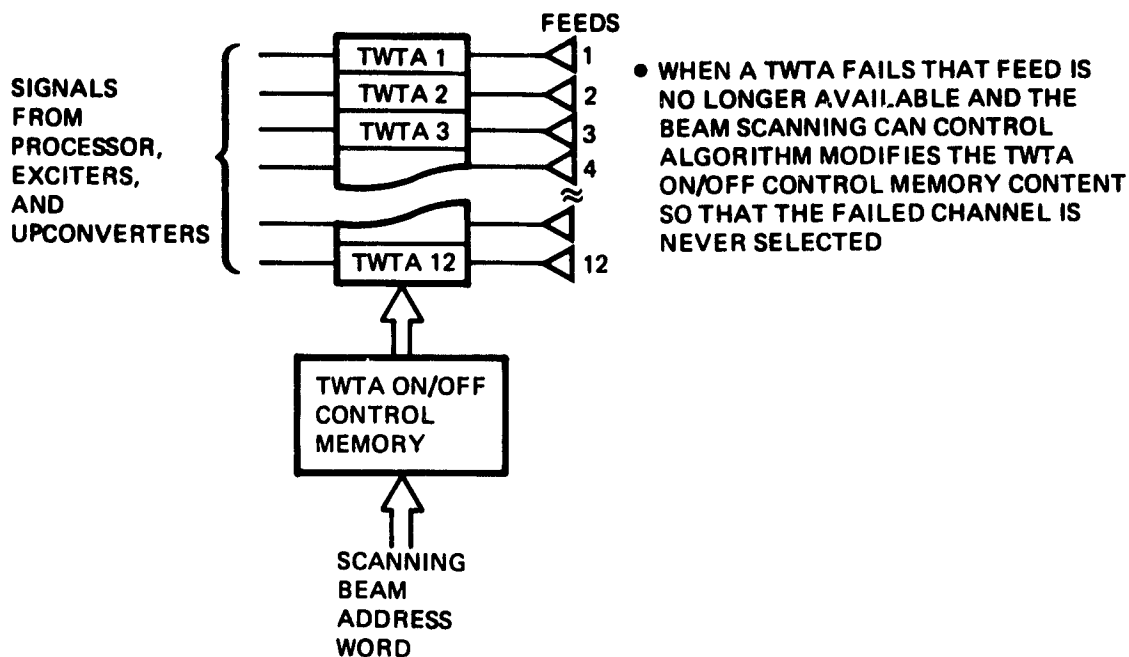 FEEDS
SIGNALS
FROM
PROCESSOR,
EXCITERS,
AND
UPCONVERTERS
TWTA 1
1
TWTA 2
2
TWTA 3
3
4
≈
TWTA 12
12
TWTA ON/OFF
CONTROL
MEMORY
SCANNING
BEAM
ADDRESS
WORD
● WHEN A TWTA FAILS THAT FEED IS
NO LONGER AVAILABLE AND THE
BEAM SCANNING CAN CONTROL
ALGORITHM MODIFIES THE TWTA
ON/OFF CONTROL MEMORY CONTENT
SO THAT THE FAILED CHANNEL IS
NEVER SELECTED